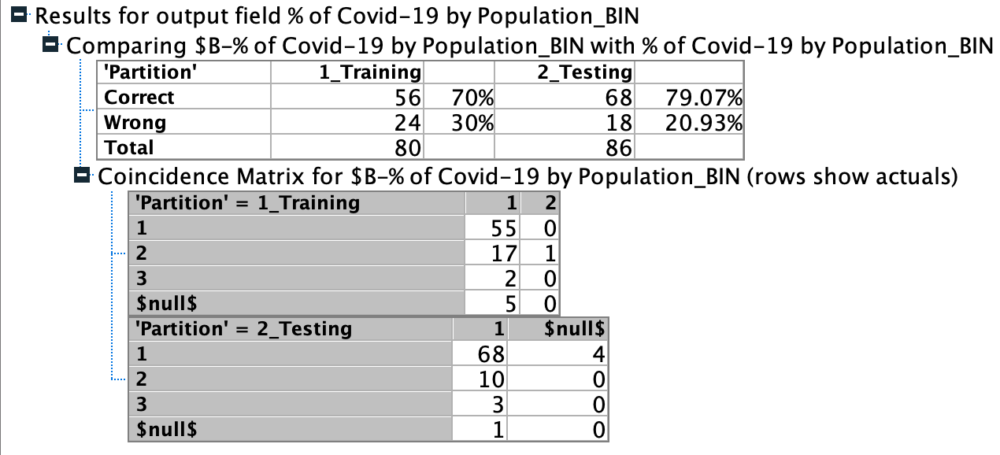 Results for output field % of Covid-19 by Population_BIN
Comparing $B-% of Covid-19 by Population_BIN with % of Covid-19 by Population_BIN
'Partition' 1_Training 2_Testing
Correct 56 70% 68 79.07%
Wrong 24 30% 18 20.93%
Total 80 86
Coincidence Matrix for $B-% of Covid-19 by Population_BIN (rows show actuals)
'Partition' = 1_Training 1 2
1 55 0
2 17 1
3 2 0
$null$ 5 0
'Partition' = 2_Testing 1 $null$
1 68 4
2 10 0
3 3 0
$null$ 1 0